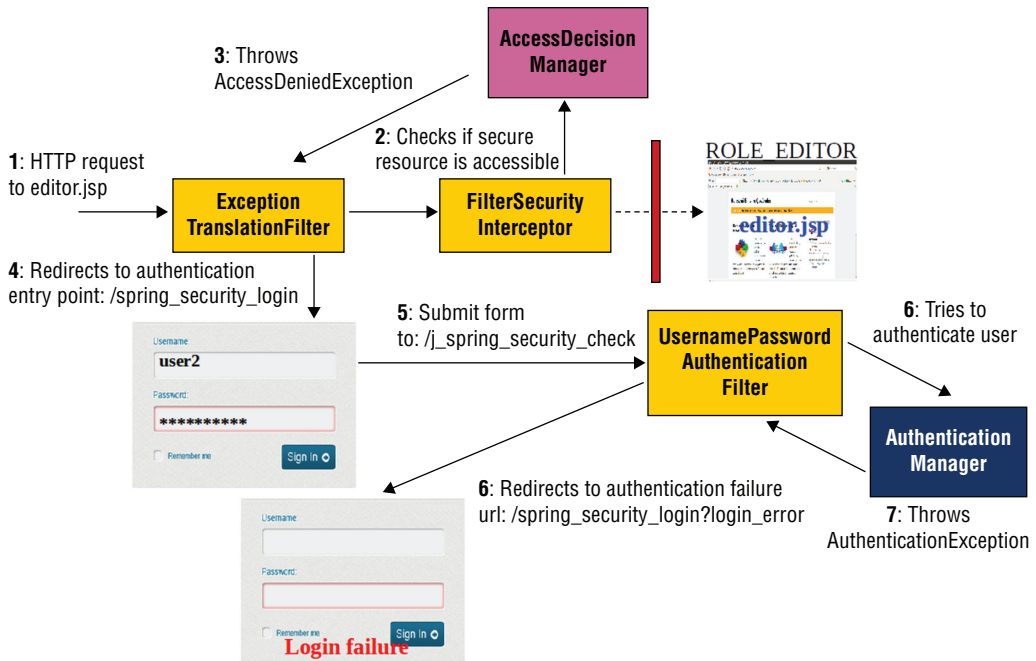 AccessDecision
Manager
3: Throws
AccessDeniedException
2: Checks if secure
resource is accessible
1: HTTP request
to editor.jsp
Exception
TranslationFilter
FilterSecurity
Interceptor
ROLE_EDITOR
editor.jsp
4: Redirects to authentication
entry point: /spring_security_login
Username
user2
Password:
**********
Remember me
Sign In
5: Submit form
to: /j_spring_security_check
UsernamePassword
Authentication
Filter
6: Tries to
authenticate user
Authentication
Manager
7: Throws
AuthenticationException
6: Redirects to authentication failure
url: /spring_security_login?login_error
Username
Password:
Remember me
Sign In
Login failure